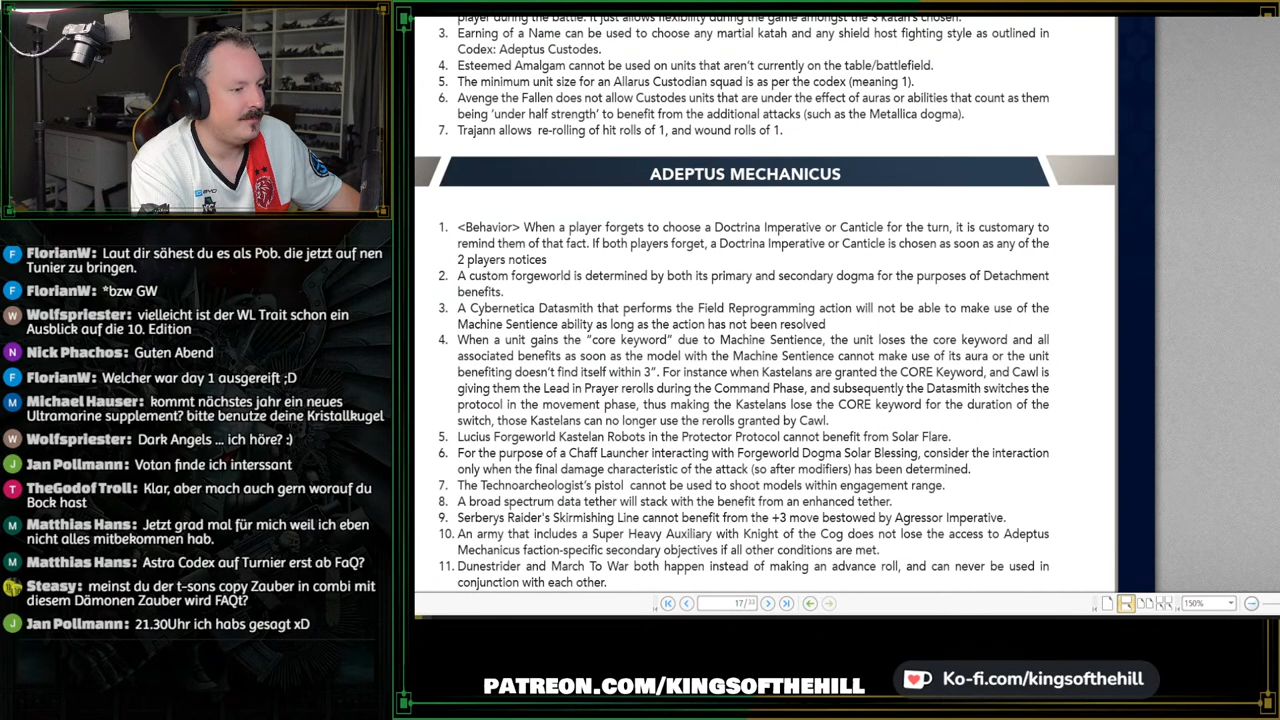 player during the battle. It just allows flexibility during the game amongst the 3 katah's chosen.
3. Earning of a Name can be used to choose any martial katah and any shield host fighting style as outlined in
Codex: Adeptus Custodes.
4. Esteemed Amalgam cannot be used on units that aren't currently on the table/battlefield.
5. The minimum unit size for an Allarus Custodian squad is as per the codex (meaning 1).
6. Avenge the Fallen does not allow Custodes units that are under the effect of auras or abilities that count as them
being 'under half strength' to benefit from the additional attacks (such as the Metallica dogma).
7. Trajann allows re-rolling of hit rolls of 1, and wound rolls of 1.
ADEPTUS MECHANICUS
1. <Behavior> When a player forgets to choose a Doctrina Imperative or Canticle for the turn, it is customary to
remind them of that fact. If both players forget, a Doctrina Imperative or Canticle is chosen as soon as any of the
2 players notices
2. A custom forgeworld is determined by both its primary and secondary dogma for the purposes of Detachment
benefits.
3. A Cybernetica Datasmith that performs the Field Reprogramming action will not be able to make use of the
Machine Sentience ability as long as the action has not been resolved
4. When a unit gains the "core keyword" due to Machine Sentience, the unit loses the core keyword and all
associated benefits as soon as the model with the Machine Sentience cannot make use of its aura or the unit
benefiting doesn't find itself within 3". For instance when Kastelans are granted the CORE Keyword, and Cawl is
giving them the Lead in Prayer rerolls during the Command Phase, and subsequently the Datasmith switches the
protocol in the movement phase, thus making the Kastelans lose the CORE keyword for the duration of the
switch, those Kastelans can no longer use the rerolls granted by Cawl.
5. Lucius Forgeworld Kastelan Robots in the Protector Protocol cannot benefit from Solar Flare.
6. For the purpose of a Chaff Launcher interacting with Forgeworld Dogma Solar Blessing, consider the interaction
only when the final damage characteristic of the attack (so after modifiers) has been determined.
7. The Technoarcheologist's pistol cannot be used to shoot models within engagement range.
8. A broad spectrum data tether will stack with the benefit from an enhanced tether.
9. Serberys Raider's Skirmishing Line cannot benefit from the +3 move bestowed by Agressor Imperative.
10. An army that includes a Super Heavy Auxiliary with Knight of the Cog does not lose the access to Adeptus
Mechanicus faction-specific secondary objectives if all other conditions are met.
11. Dunestrider and March To War both happen instead of making an advance roll, and can never be used in
conjunction with each other.
17/33
150%
BYD
F FlorianW: Laut dir sähest du es als Pob. die jetzt auf nen
Tunier zu bringen.
F FlorianW: *bzw GW
W Wolfspriester: vielleicht ist der WL Trait schon ein
Ausblick auf die 10. Edition
N Nick Phachos: Guten Abend
F FlorianW: Welcher war day 1 ausgereift ;D
M Michael Hauser: kommt nächstes jahr ein neues
Ultramarine supplement? bitte benutze deine Kristallkugel
W Wolfspriester: Dark Angels ... ich höre? :)
J Jan Pollmann: Votan finde ich interssant
T TheGodof Troll: Klar, aber mach auch gern worauf du
Bock hast
M Matthias Hans: Jetzt grad mal für mich weil ich eben
nicht alles mitbekommen hab.
M Matthias Hans: Astra Codex auf Turnier erst ab FaQ?
Steasy: meinst du der t-sons copy Zauber in combi mit
diesem Dämonen Zauber wird FAQt?
J Jan Pollmann: 21.30Uhr ich habs gesagt xD
PATREON.COM/KINGSOFTHEHILL
Ko-fi.com/kingsofthehill